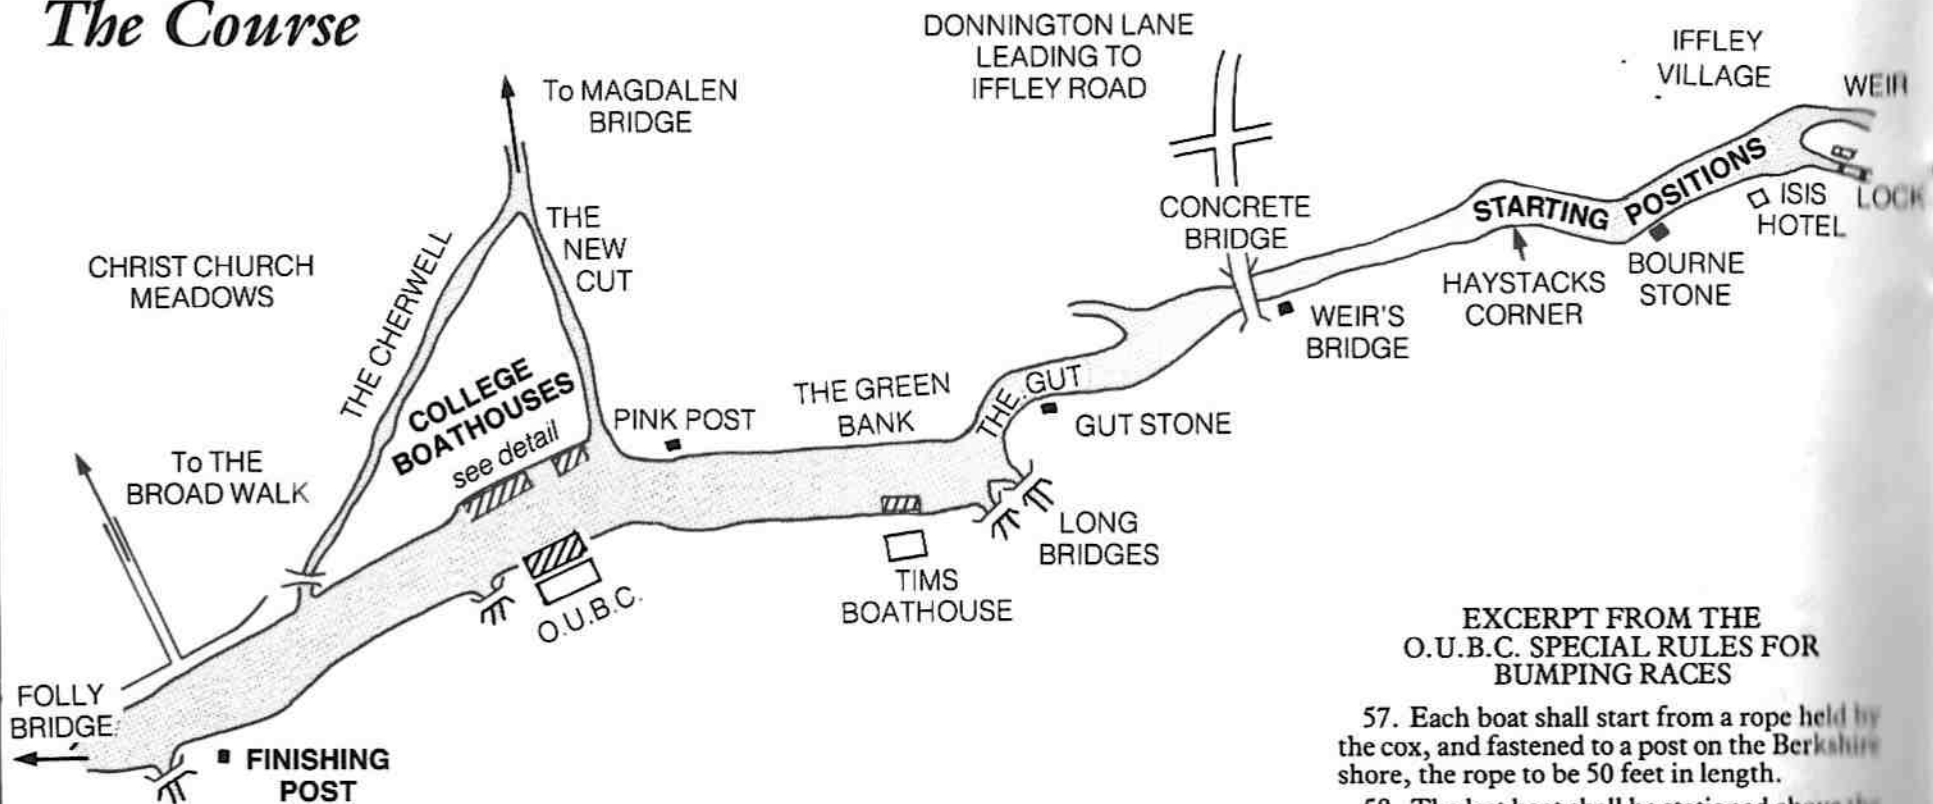 The Course
DONNINGTON LANE
LEADING TO
IFFLEY ROAD
IFFLEY
VILLAGE
WEIR
To MAGDALEN
BRIDGE
THE
NEW
CUT
CHRIST CHURCH
MEADOWS
THE CHERWELL
CONCRETE
BRIDGE
STARTING POSITIONS
ISIS
HOTEL
LOCK
HAYSTACKS
CORNER
BOURNE
STONE
WEIR'S
BRIDGE
COLLEGE
BOATHOUSES
see detail
PINK POST
THE GREEN
BANK
THE GUT
GUT STONE
To THE
BROAD WALK
LONG
BRIDGES
TIMS
BOATHOUSE
O.U.B.C.
FOLLY
BRIDGE
FINISHING
POST
EXCERPT FROM THE
O.U.B.C. SPECIAL RULES FOR
BUMPING RACES
57. Each boat shall start from a rope held by
the cox, and fastened to a post on the Berkshire
shore, the rope to be 50 feet in length.